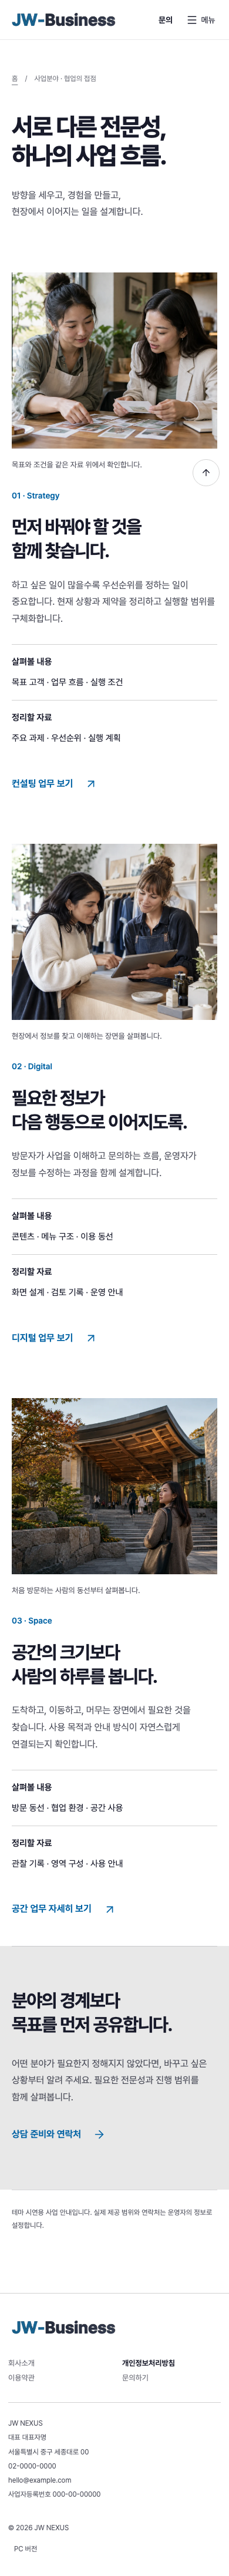 JW-Business
문의
메뉴
홈 / 사업분야 · 협업의 접점
서로 다른 전문성,
하나의 사업 흐름.
방향을 세우고, 경험을 만들고,
현장에서 이어지는 일을 설계합니다.
목표와 조건을 같은 자료 위에서 확인합니다.
01 · Strategy
먼저 바꿔야 할 것을
함께 찾습니다.
하고 싶은 일이 많을수록 우선순위를 정하는 일이
중요합니다. 현재 상황과 제약을 정리하고 실행할 범위를
구체화합니다.
살펴볼 내용
목표 고객 · 업무 흐름 · 실행 조건
정리할 자료
주요 과제 · 우선순위 · 실행 계획
컨설팅 업무 보기
현장에서 정보를 찾고 이해하는 장면을 살펴봅니다.
02 · Digital
필요한 정보가
다음 행동으로 이어지도록.
방문자가 사업을 이해하고 문의하는 흐름, 운영자가
정보를 수정하는 과정을 함께 설계합니다.
살펴볼 내용
콘텐츠 · 메뉴 구조 · 이용 동선
정리할 자료
화면 설계 · 검토 기록 · 운영 안내
디지털 업무 보기
처음 방문하는 사람의 동선부터 살펴봅니다.
03 · Space
공간의 크기보다
사람의 하루를 봅니다.
도착하고, 이동하고, 머무는 장면에서 필요한 것을
찾습니다. 사용 목적과 안내 방식이 자연스럽게
연결되는지 확인합니다.
살펴볼 내용
방문 동선 · 협업 환경 · 공간 사용
정리할 자료
관찰 기록 · 영역 구성 · 사용 안내
공간 업무 자세히 보기
분야의 경계보다
목표를 먼저 공유합니다.
어떤 분야가 필요한지 정해지지 않았다면, 바꾸고 싶은
상황부터 알려 주세요. 필요한 전문성과 진행 범위를
함께 살펴봅니다.
상담 준비와 연락처
테마 시연용 사업 안내입니다. 실제 제공 범위와 연락처는 운영자의 정보로
설정합니다.
JW-Business
회사소개
개인정보처리방침
이용약관
문의하기
JW NEXUS
대표 대표자명
서울특별시 중구 세종대로 00
02-0000-0000
hello@example.com
사업자등록번호 000-00-00000
© 2026 JW NEXUS
PC 버전